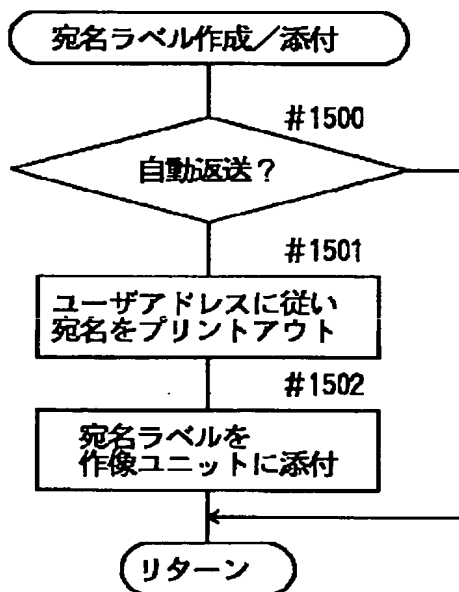 宛名ラベル作成／添付
#1500
自動返送？
#1501
ユーザアドレスに従い
宛名をプリントアウト
#1502
宛名ラベルを
作像ユニットに添付
リターン